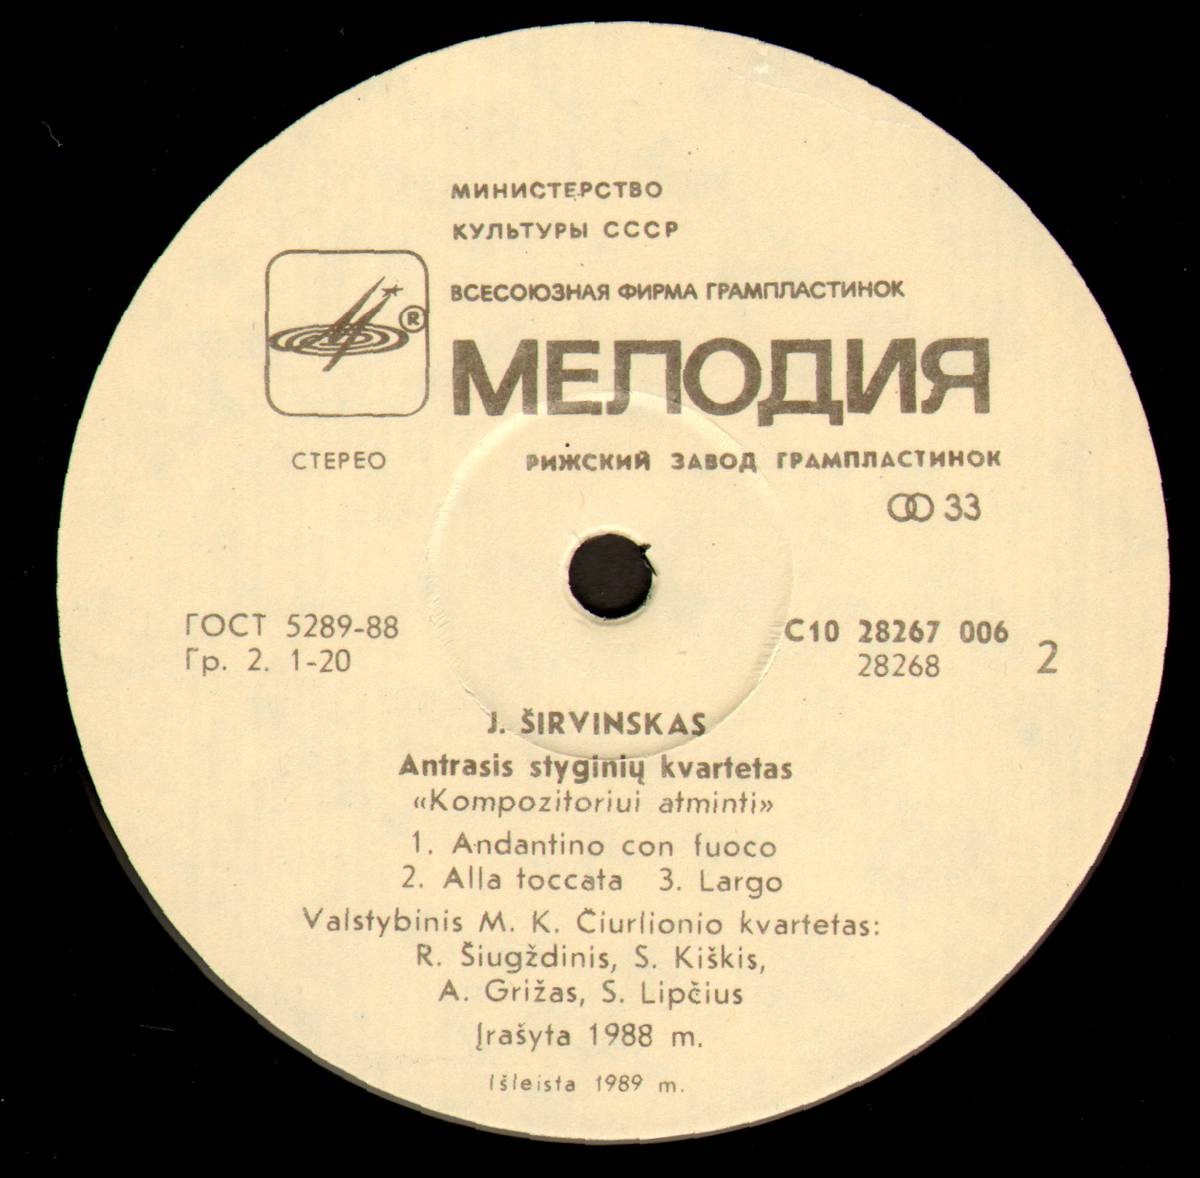 МИНИСТЕРСТВО
КУЛЬТУРЫ СССР
ВСЕСОЮЗНАЯ ФИРМА ГРАМПЛАСТИНОК
®
МЕЛОДИЯ
СТЕРЕО
РИЖСКИЙ ЗАВОД ГРАМПЛАСТИНОК
33
ГОСТ 5289-88
Гр. 2. 1-20
С10 28267 006
28268
2
J. ŠIRVINSKAS
Antrasis styginių kvartetas
«Kompozitoriui atminti»
1. Andantino con fuoco
2. Alla toccata 3. Largo
Valstybinis M. K. Čiurlionio kvartetas:
R. Šiugždinis, S. Kiškis,
A. Grižas, S. Lipčius
Įrašyta 1988 m.
Išleista 1989 m.